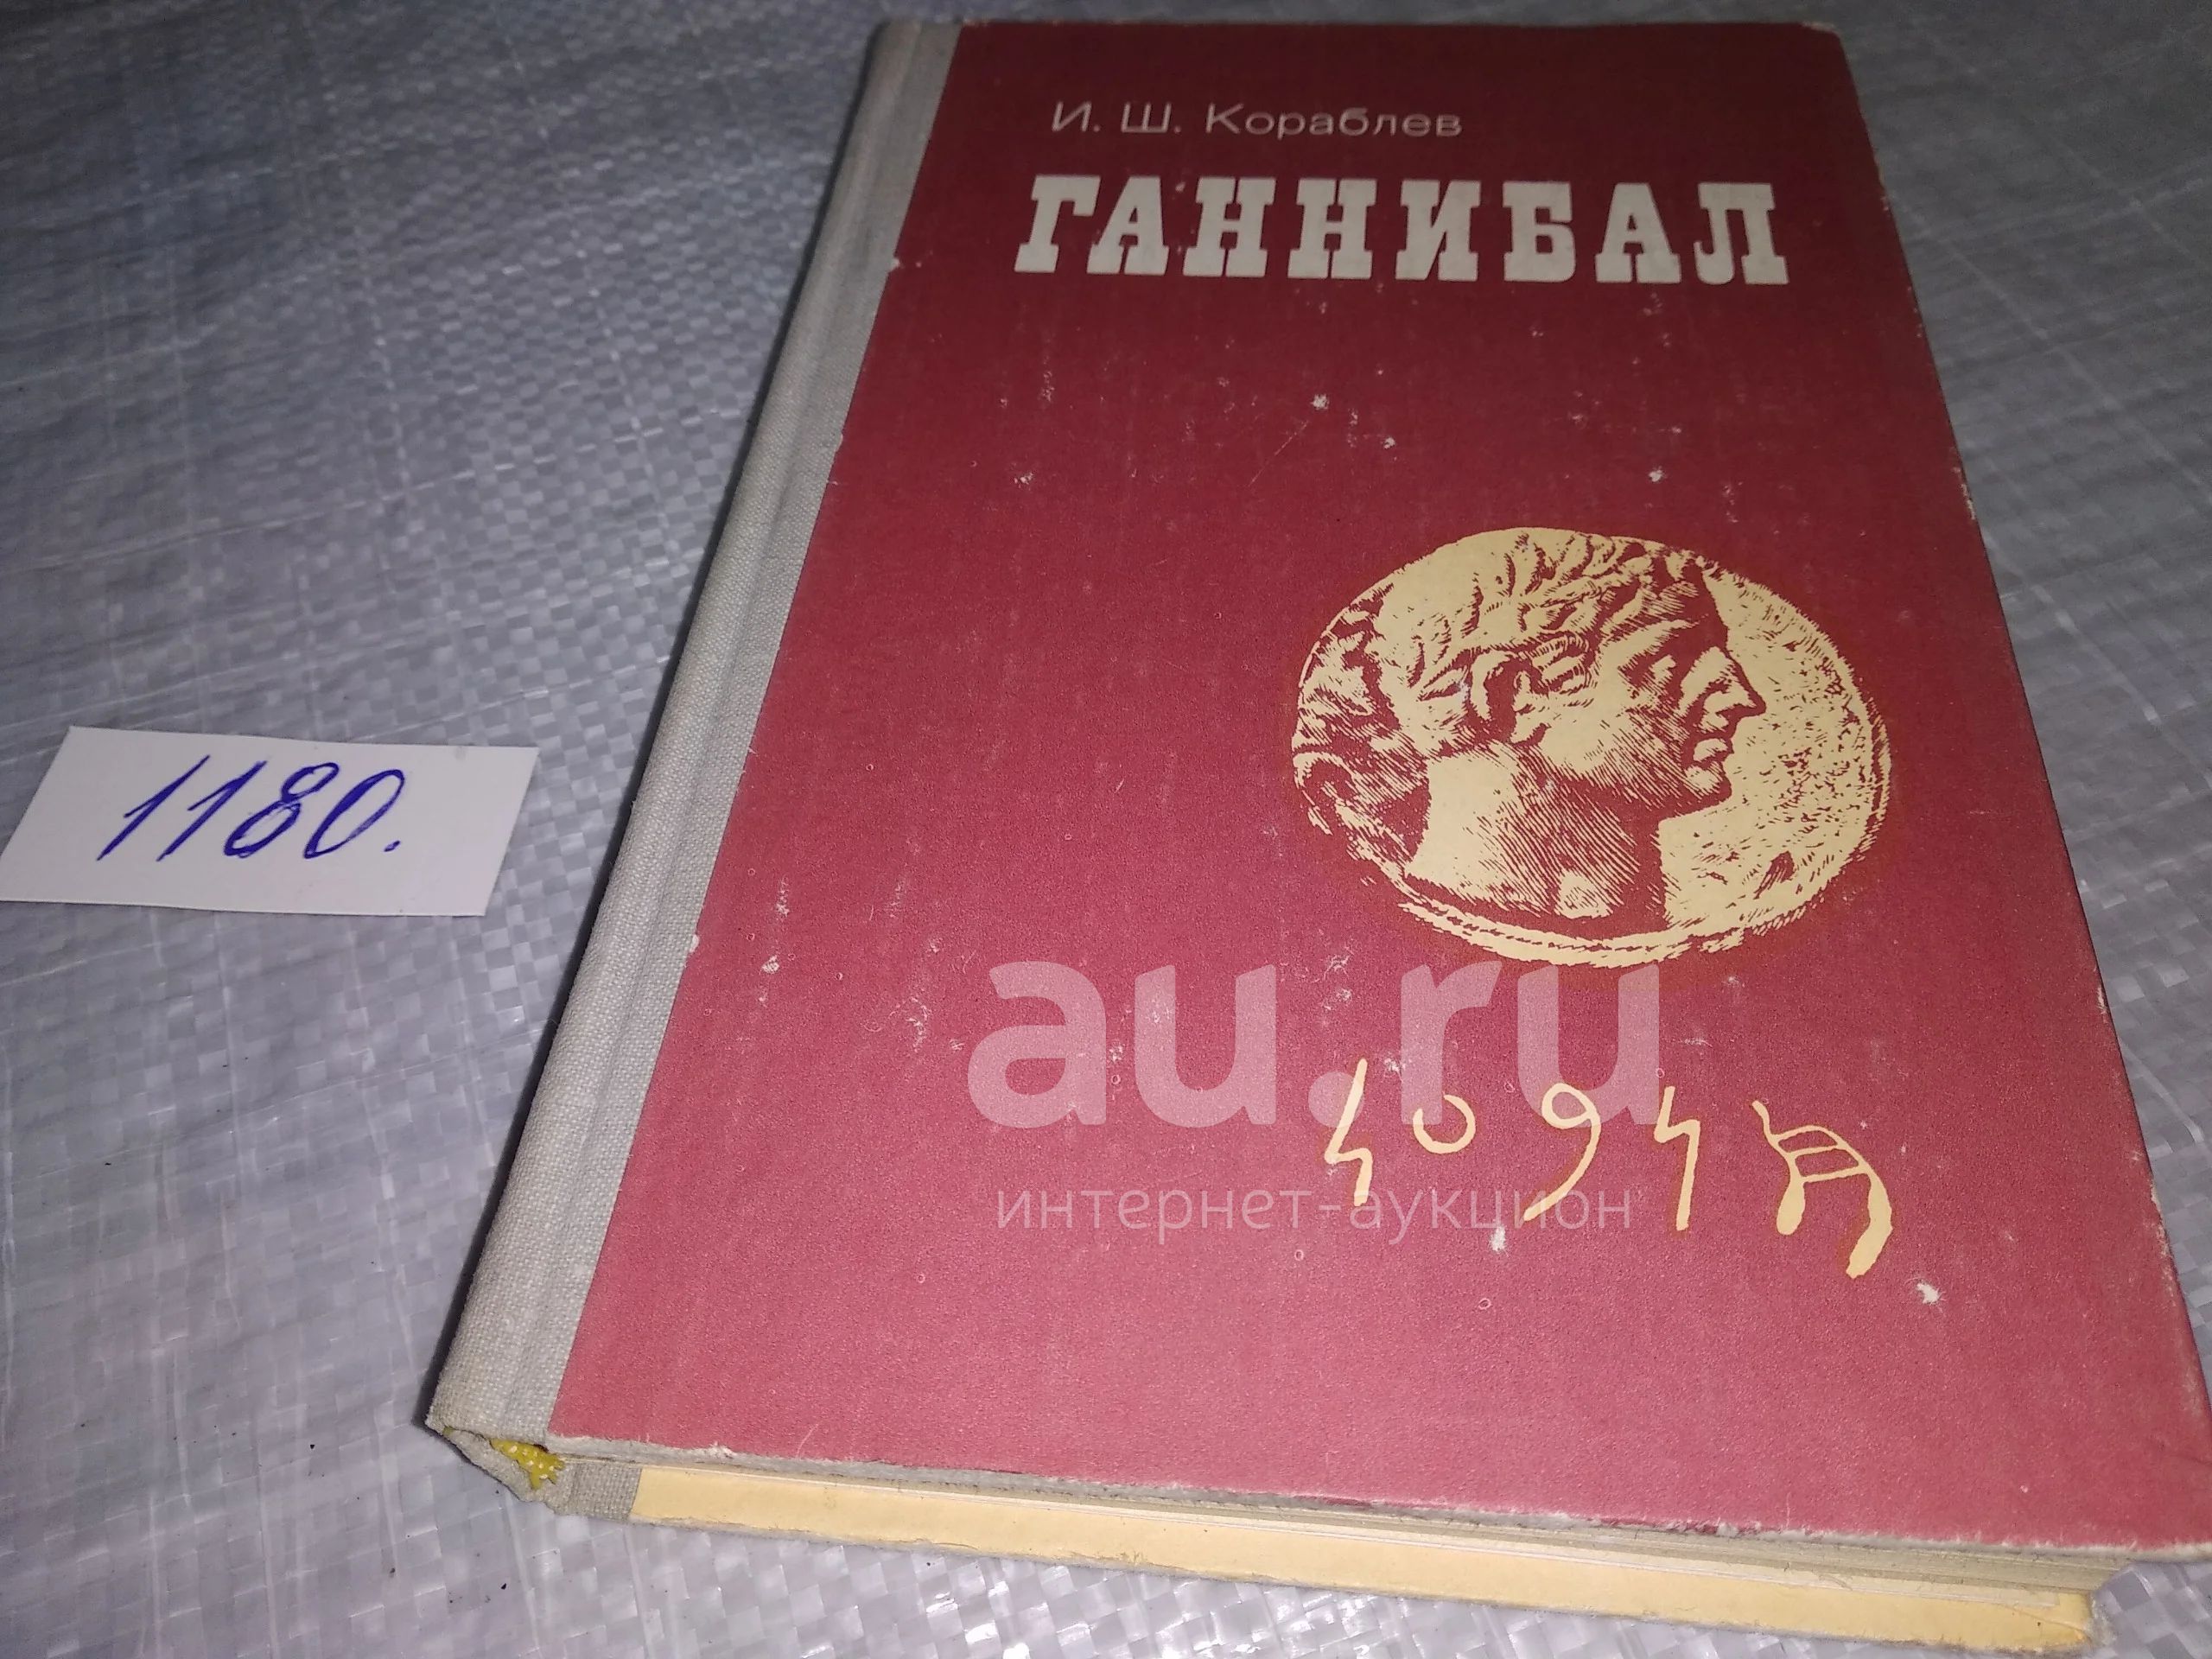 И. Ш. Кораблев
ГАННИБАЛ
1180.
au.ru
интернет-аукцион